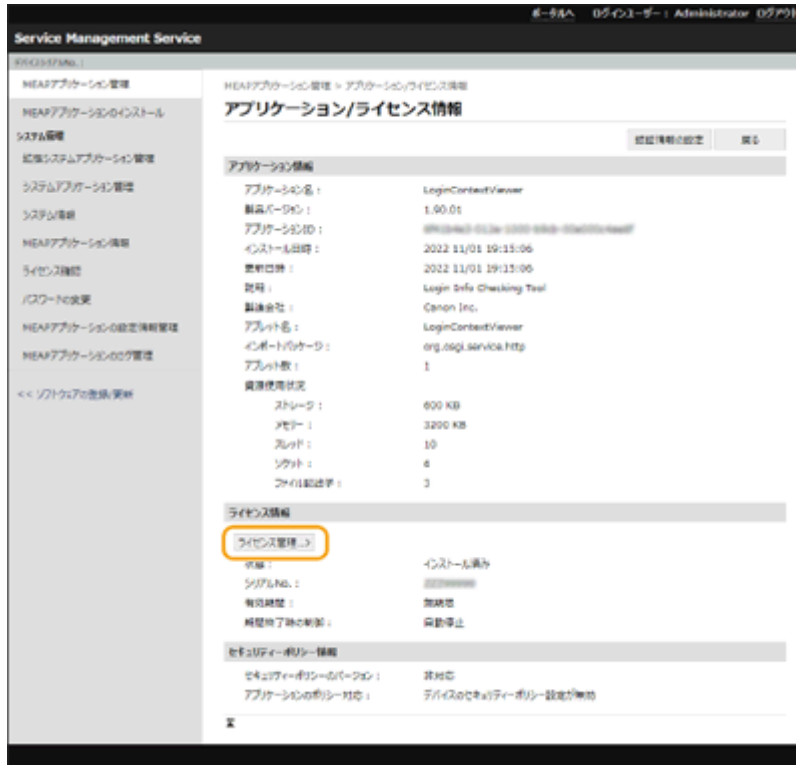 ポータルへ ログインユーザー: Administrator ログアウト
Service Management Service
デバイスシリアルNo.:
MEAPアプリケーション管理
MEAPアプリケーションのインストール
システム管理
拡張システムアプリケーション管理
システムアプリケーション管理
システム情報
MEAPアプリケーション情報
ライセンス確認
パスワードの変更
MEAPアプリケーションの設定情報管理
MEAPアプリケーションのログ管理
<< ソフトウェアの登録/更新
MEAPアプリケーション管理 > アプリケーション/ライセンス情報
アプリケーション/ライセンス情報
認証情報の設定 戻る
アプリケーション情報
アプリケーション名: LoginContextViewer
製品バージョン: 1.90.01
アプリケーションID:
インストール日時: 2022 11/01 19:15:06
更新日時: 2022 11/01 19:15:06
説明: Login Info Checking Tool
製造会社: Canon Inc.
アプレット名: LoginContextViewer
インポートパッケージ: org.osgi.service.http
アプレット数: 1
資源使用状況
ストレージ: 600 KB
メモリー: 3200 KB
スレッド: 10
ソケット: 6
ファイル記述子: 3
ライセンス情報
ライセンス管理...>
状態: インストール済み
シリアルNo.:
有効期間: 無期限
期間終了時の制御: 自動停止
セキュリティーポリシー情報
セキュリティーポリシーのバージョン: 非対応
アプリケーションのポリシー対応: デバイスのセキュリティーポリシー設定が無効